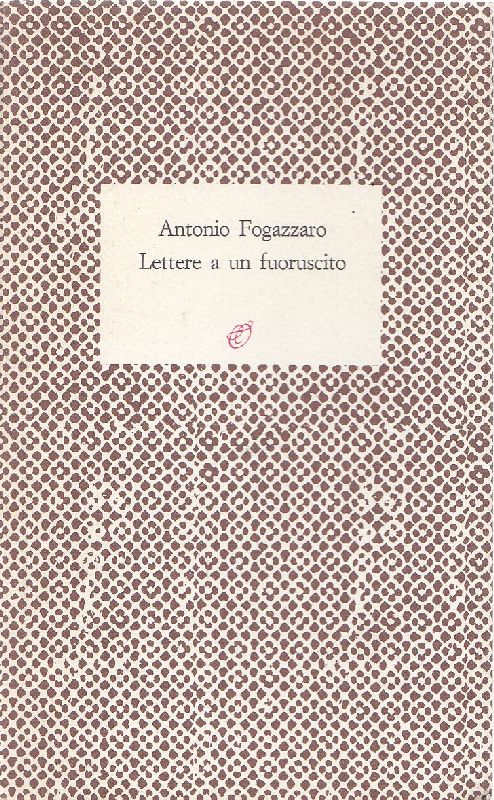 Antonio Fogazzaro
Lettere a un fuoruscito